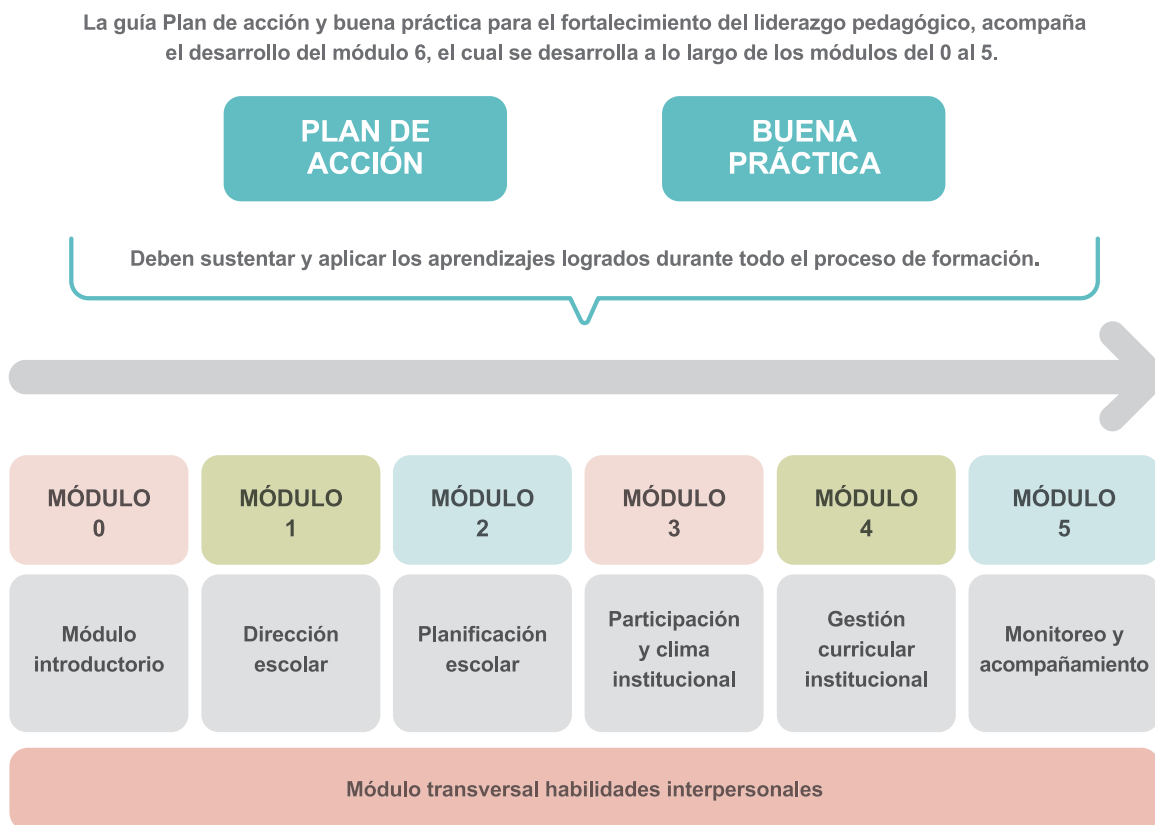 La guía Plan de acción y buena práctica para el fortalecimiento del liderazgo pedagógico, acompaña
el desarrollo del módulo 6, el cual se desarrolla a lo largo de los módulos del 0 al 5.
PLAN DE
ACCIÓN
BUENA
PRÁCTICA
Deben sustentar y aplicar los aprendizajes logrados durante todo el proceso de formación.
MÓDULO
0
MÓDULO
1
MÓDULO
2
MÓDULO
3
MÓDULO
4
MÓDULO
5
Módulo
introductorio
Dirección
escolar
Planificación
escolar
Participación
y clima
institucional
Gestión
curricular
institucional
Monitoreo y
acompañamiento
Módulo transversal habilidades interpersonales